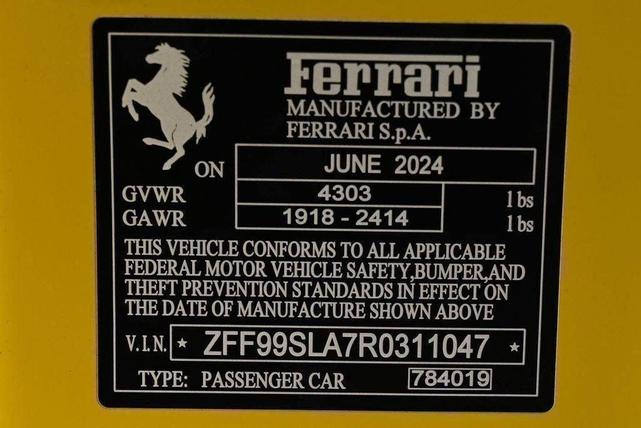 Ferrari
MANUFACTURED BY
FERRARI S.p.A.
ON JUNE 2024
GVWR 4303 lbs
GAWR 1918 - 2414 lbs
THIS VEHICLE CONFORMS TO ALL APPLICABLE
FEDERAL MOTOR VEHICLE SAFETY,BUMPER,AND
THEFT PREVENTION STANDARDS IN EFFECT ON
THE DATE OF MANUFACTURE SHOWN ABOVE
V.I.N. * ZFF99SLA7R0311047 *
TYPE: PASSENGER CAR 784019